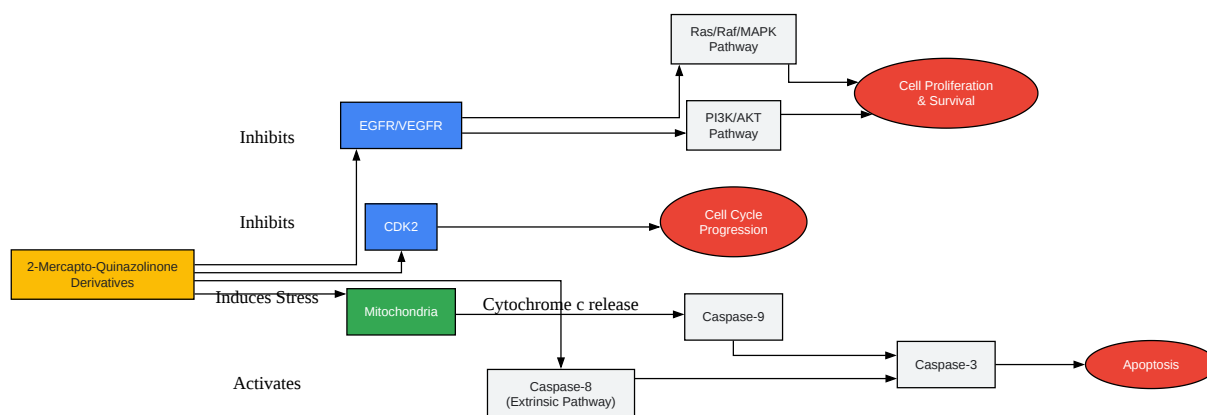 Ras/Raf/MAPK
Pathway
Cell Proliferation
& Survival
EGFR/VEGFR
PI3K/AKT
Pathway
Inhibits
Inhibits
CDK2
Cell Cycle
Progression
2-Mercapto-Quinazolinone
Derivatives
Induces Stress
Mitochondria
Cytochrome c release
Caspase-9
Caspase-3
Apoptosis
Activates
Caspase-8
(Extrinsic Pathway)